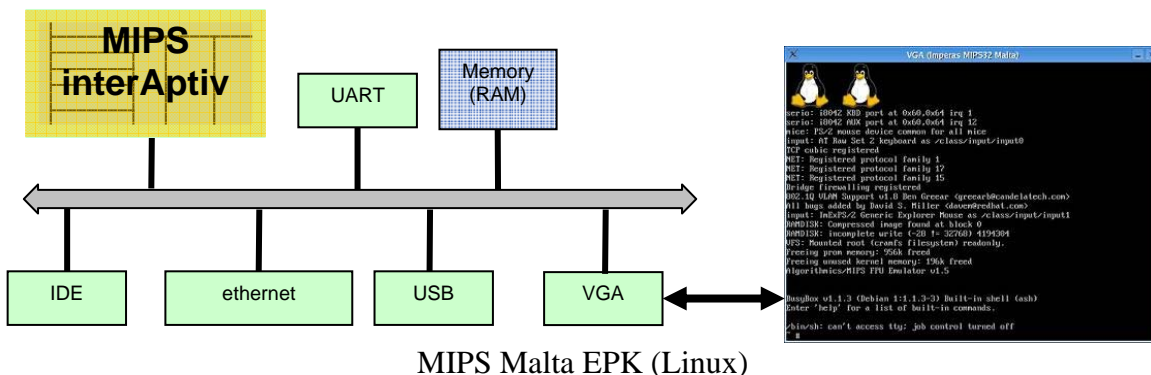 MIPS
interAptiv
UART
Memory
(RAM)
IDE
ethernet
USB
VGA
VGA (Imperas MIPS32 Malta)
serio: i8042 KBD port at 0x60,0x64 irq 1
serio: i8042 AUX port at 0x60,0x64 irq 12
mice: PS/2 mouse device common for all mice
input: AT Raw Set 2 keyboard as /class/input/input0
TCP cubic registered
NET: Registered protocol family 1
NET: Registered protocol family 17
NET: Registered protocol family 15
Bridge firewalling registered
802.1Q VLAN Support v1.8 Ben Greear <greearb@candelatech.com>
All bugs added by David S. Miller <davem@redhat.com>
input: ImExPS/2 Generic Explorer Mouse as /class/input/input1
RAMDISK: Compressed image found at block 0
RAMDISK: incomplete write (-28 != 32768) 4194304
VFS: Mounted root (cramfs filesystem) readonly.
Freeing prom memory: 956k freed
Freeing unused kernel memory: 196k freed
Algorithmics/MIPS FPU Emulator v1.5
BusyBox v1.1.3 (Debian 1:1.1.3-3) Built-in shell (ash)
Enter 'help' for a list of built-in commands.
/bin/sh: can't access tty; job control turned off
~ #
MIPS Malta EPK (Linux)